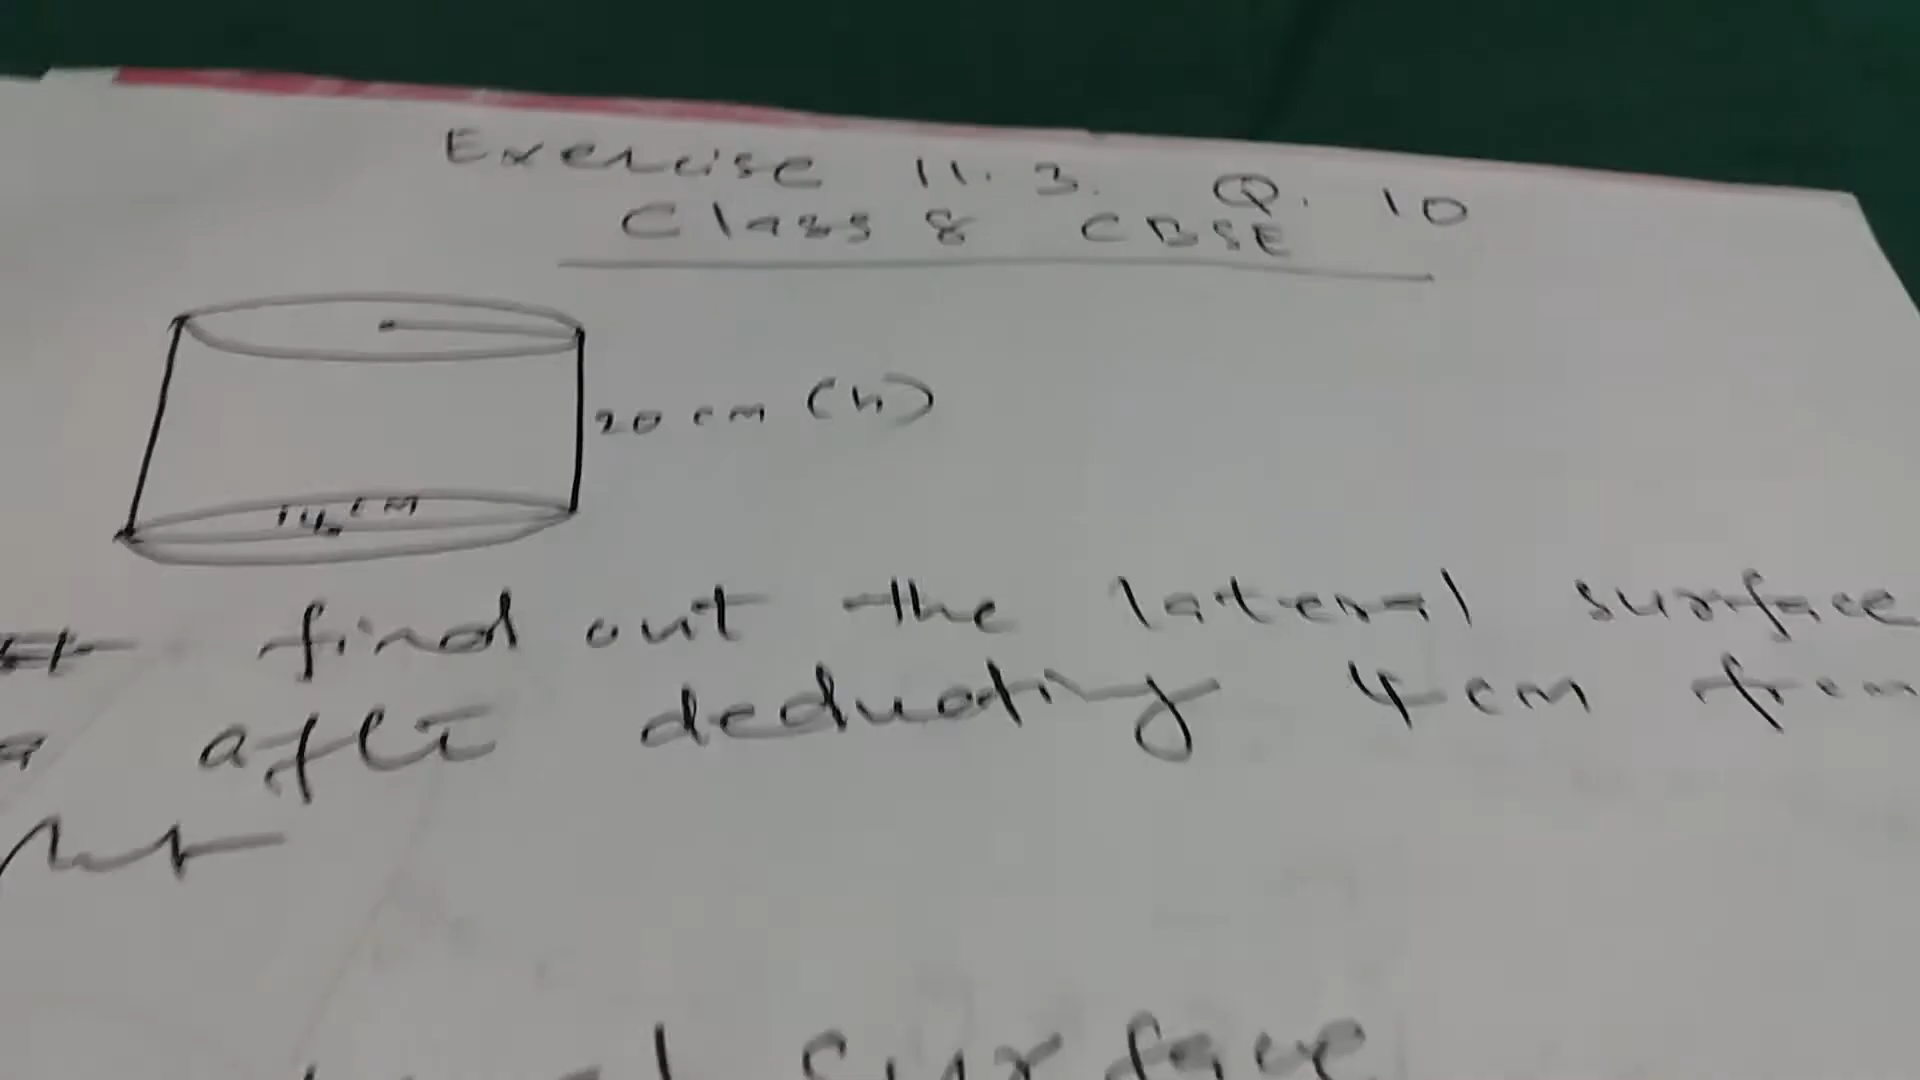 Exercise 11.3. Q. 10
Class 8 CBSE
20 cm (h)
14 cm
find out the lateral surface
after deducting 4 cm from
surface